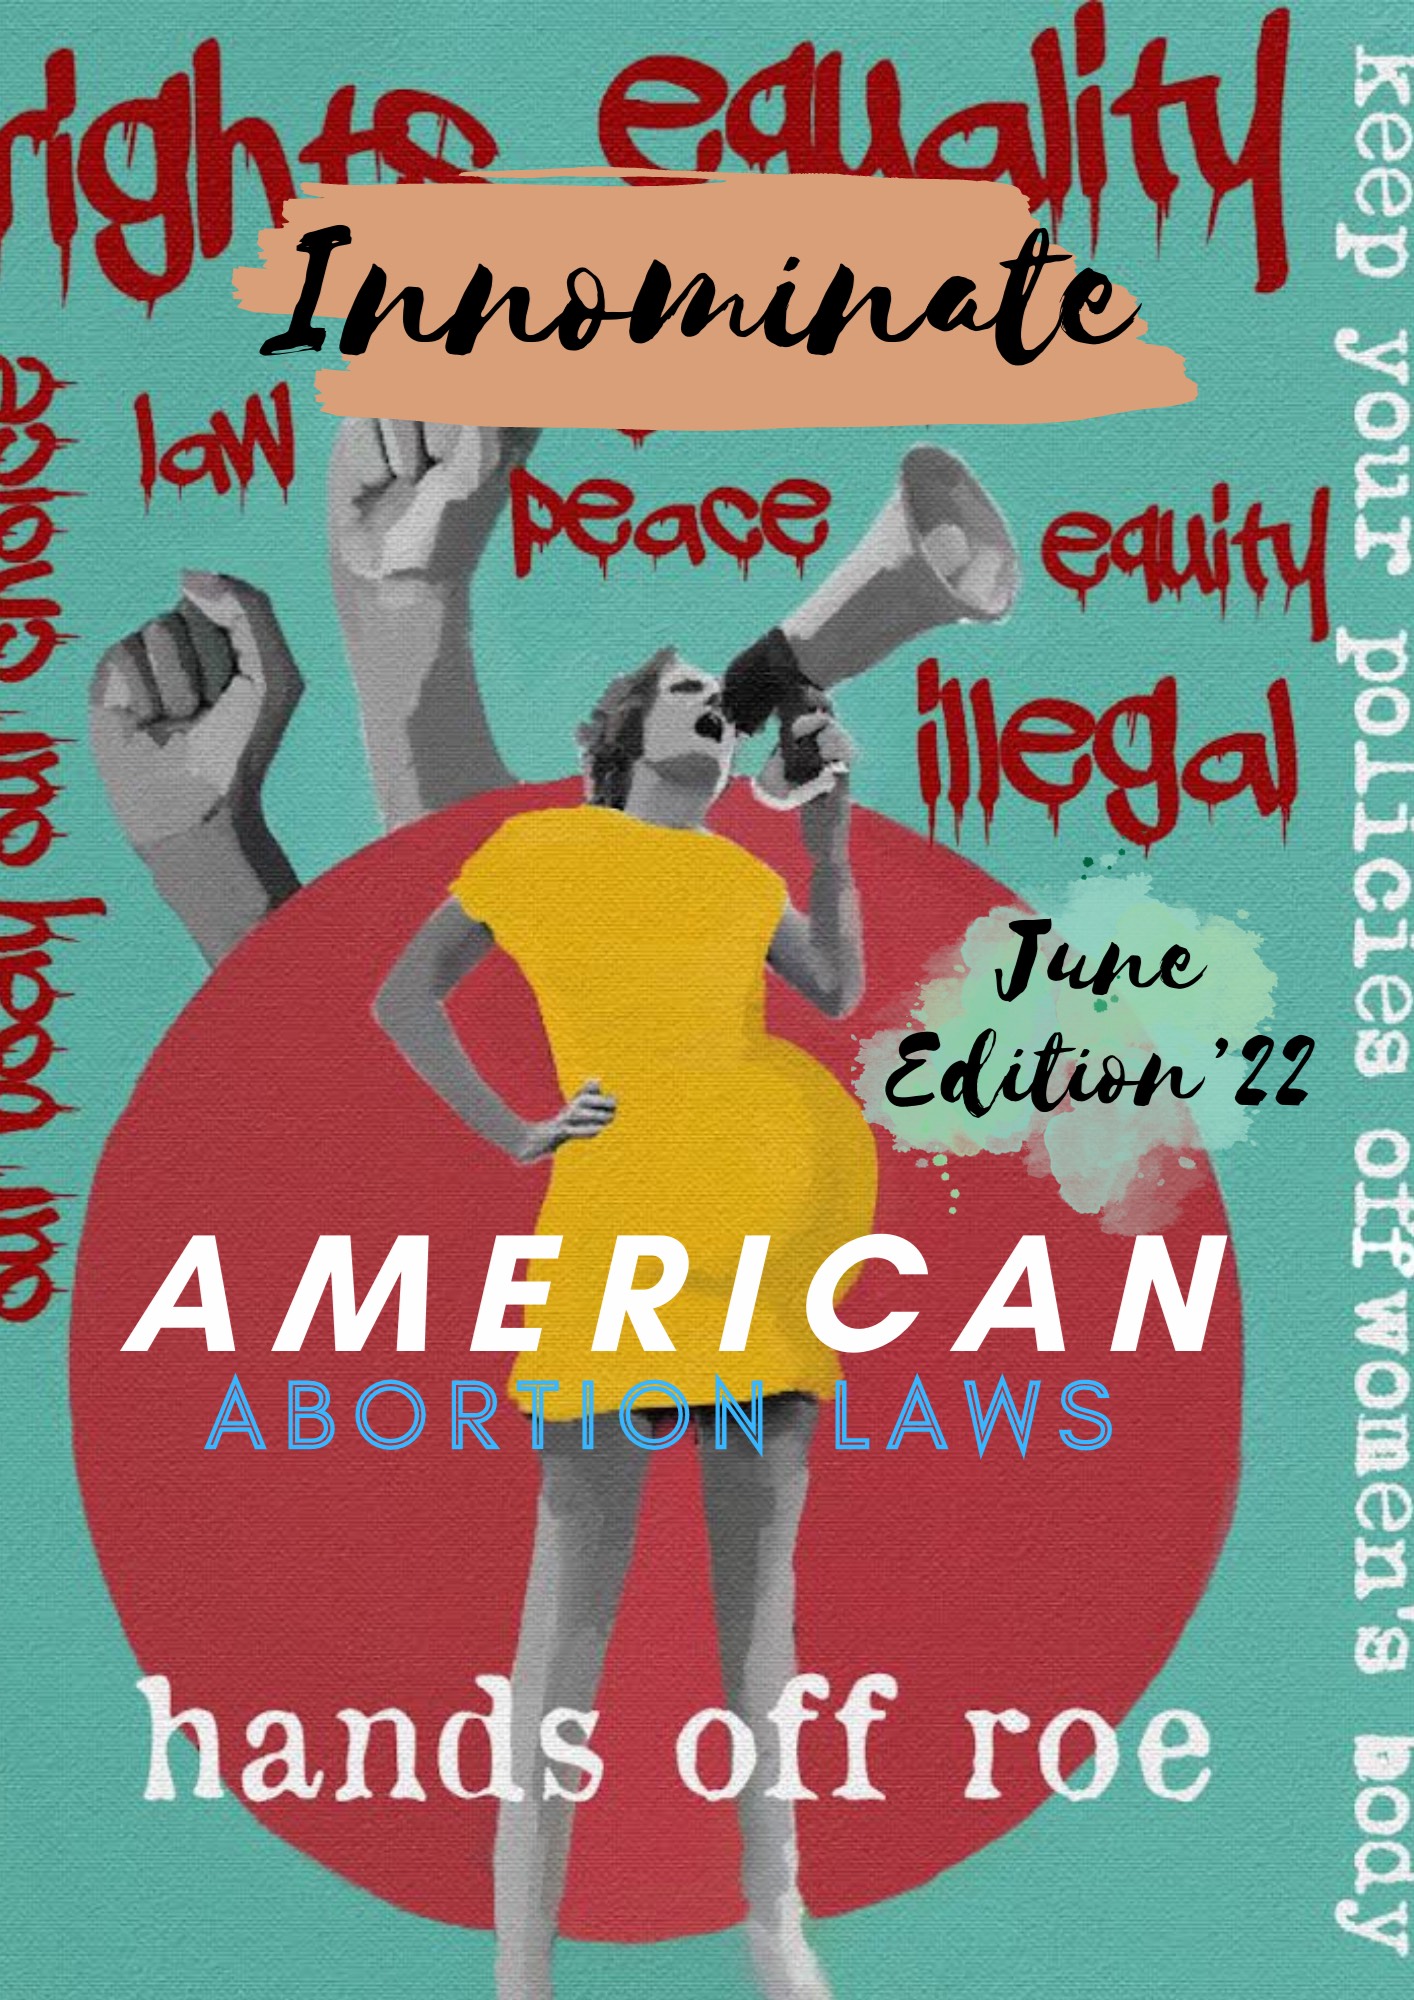 rights equality
Innominate
law
peace
equity
illegal
our body our choice
keep your policies off women's body
June
Edition'22
AMERICAN
ABORTION LAWS
hands off roe